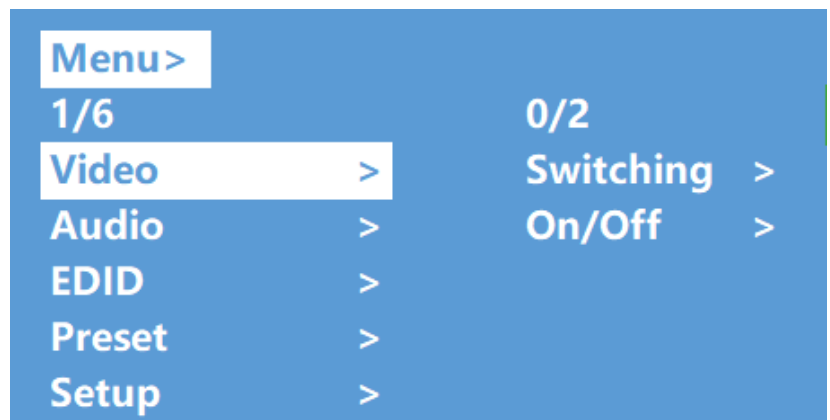 Menu>
1/6 0/2
Video > Switching >
Audio > On/Off >
EDID >
Preset >
Setup >